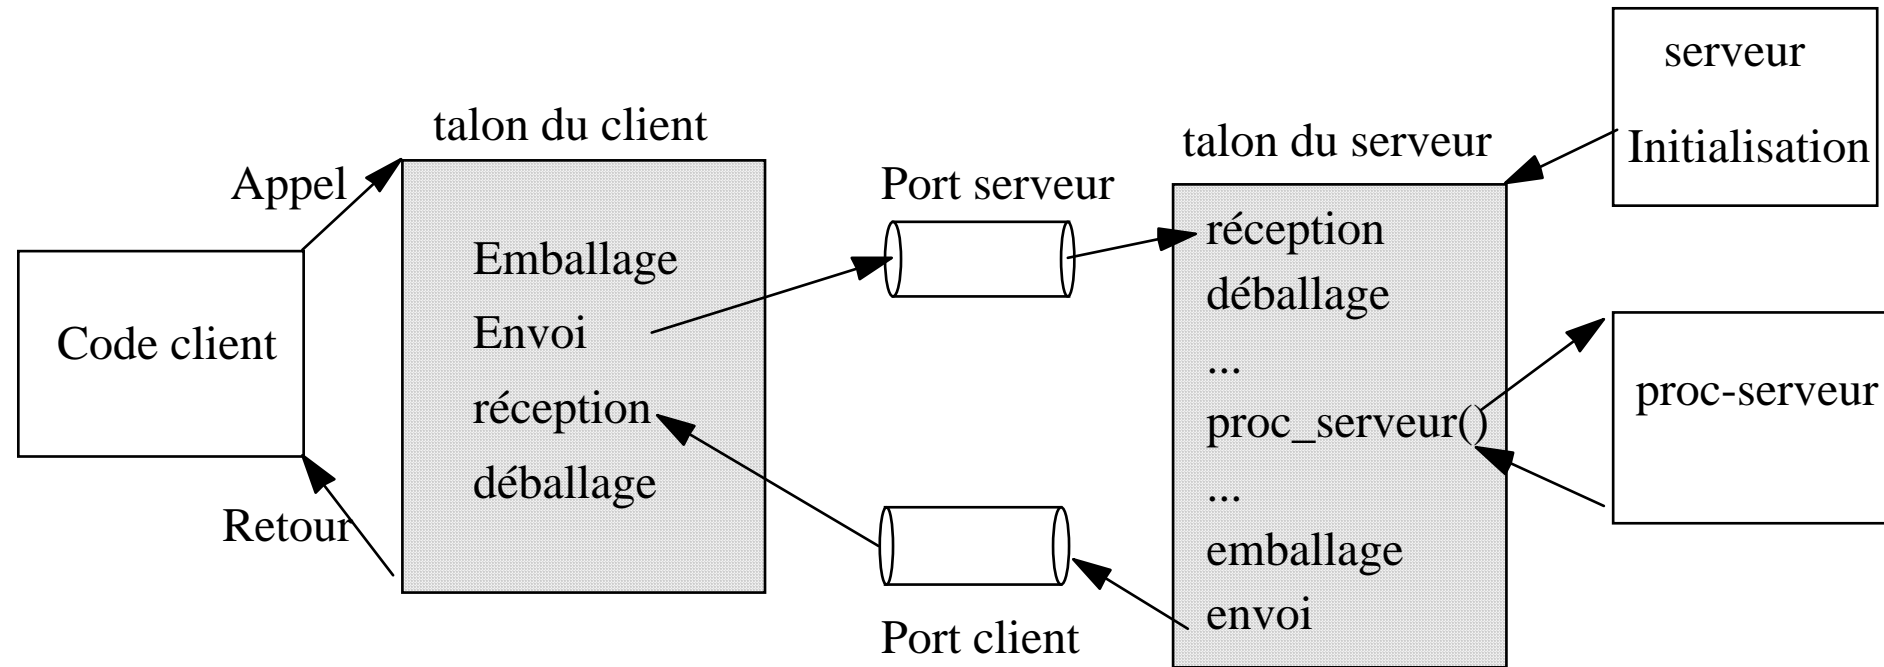 serveur
Initialisation
talon du client
talon du serveur
Appel
Port serveur
Code client
Emballage
Envoi
réception
déballage
Retour
réception
déballage
...
proc_serveur()
...
emballage
envoi
proc-serveur
Port client